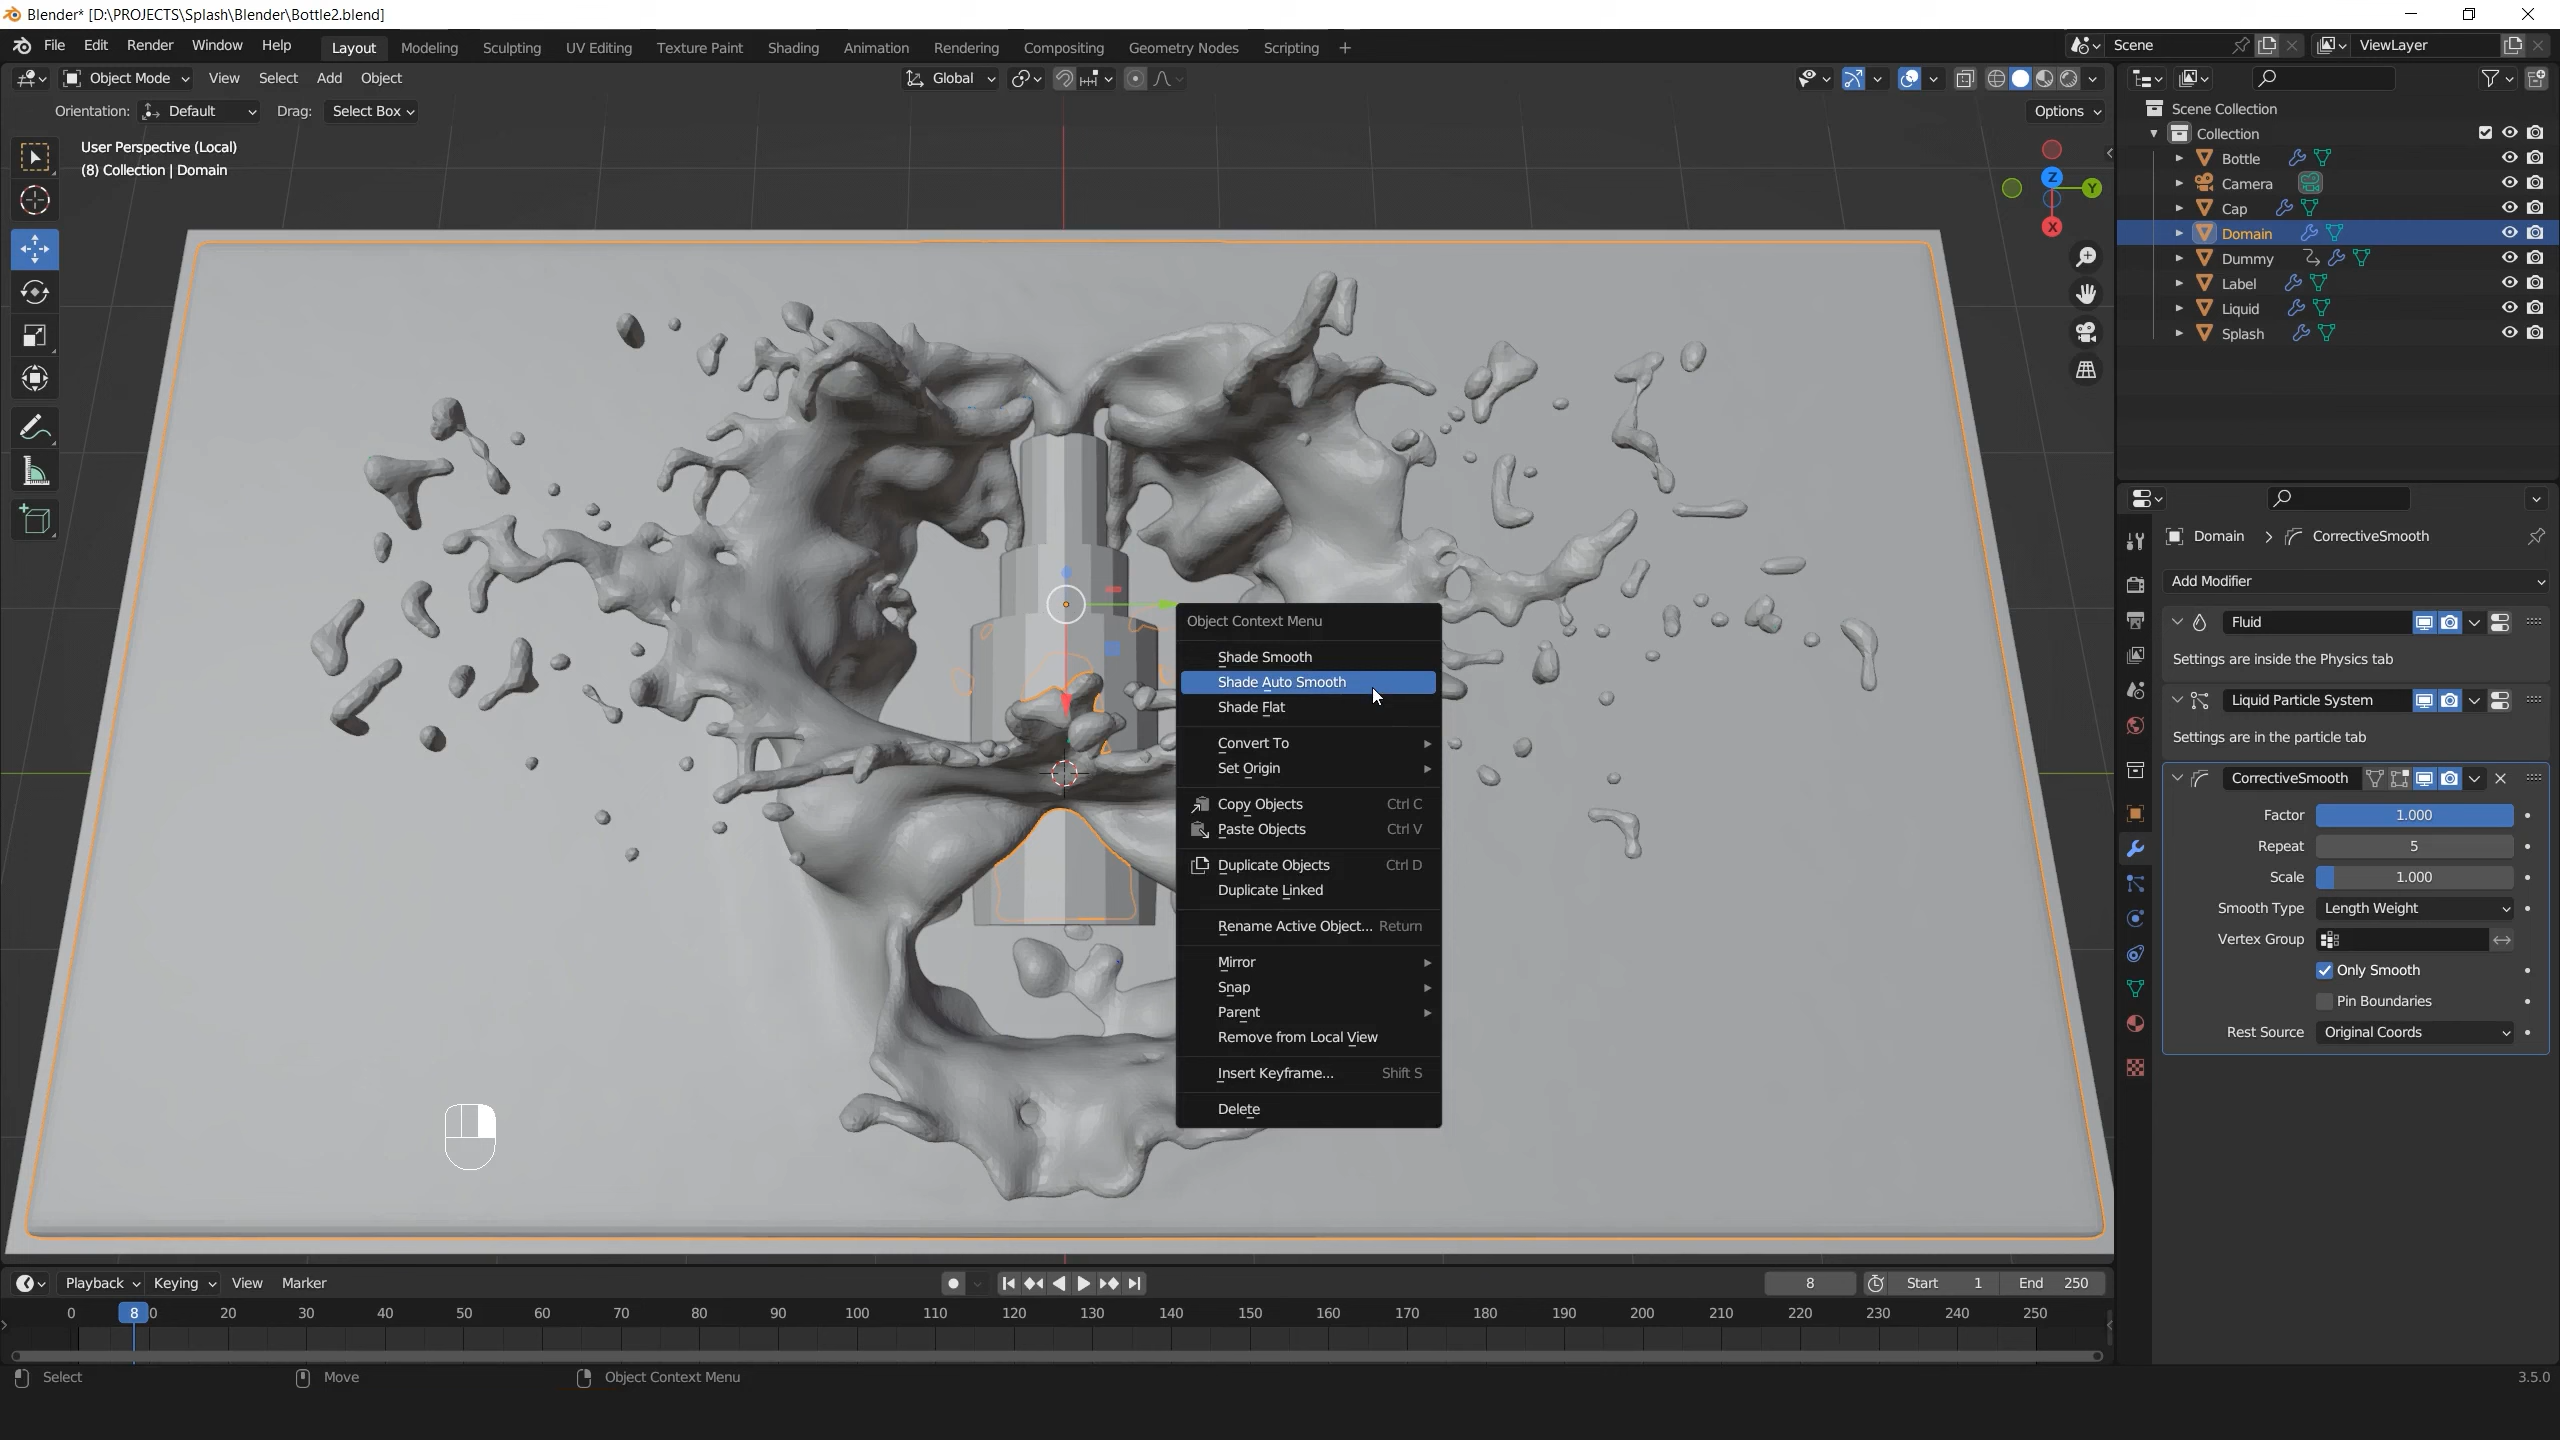 Blender* [D:\PROJECTS\Splash\Blender\Bottle2.blend]
File Edit Render Window Help Layout Modeling Sculpting UV Editing Texture Paint Shading Animation Rendering Compositing Geometry Nodes Scripting + Scene ViewLayer
Object Mode View Select Add Object Global
Orientation: Default Drag: Select Box Options
User Perspective (Local)
(8) Collection | Domain
Z
Y
X
Scene Collection
Collection
Bottle
Camera
Cap
Domain
Dummy
Label
Liquid
Splash
Domain > CorrectiveSmooth
Add Modifier
Fluid
Settings are inside the Physics tab
Liquid Particle System
Settings are in the particle tab
CorrectiveSmooth
Factor 1.000
Repeat 5
Scale 1.000
Smooth Type Length Weight
Vertex Group
Only Smooth
Pin Boundaries
Rest Source Original Coords
Object Context Menu
Shade Smooth
Shade Auto Smooth
Shade Flat
Convert To
Set Origin
Copy Objects Ctrl C
Paste Objects Ctrl V
Duplicate Objects Ctrl D
Duplicate Linked
Rename Active Object... Return
Mirror
Snap
Parent
Remove from Local View
Insert Keyframe... Shift S
Delete
Playback Keying View Marker 8 Start 1 End 250
0 8 0 20 30 40 50 60 70 80 90 100 110 120 130 140 150 160 170 180 190 200 210 220 230 240 250
Select Move Object Context Menu 3.5.0